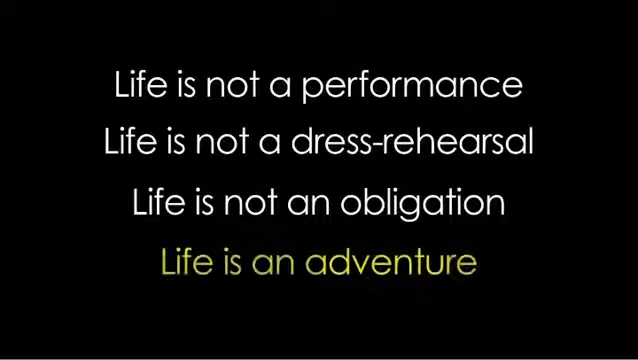 Life is not a performance
Life is not a dress-rehearsal
Life is not an obligation
Life is an adventure